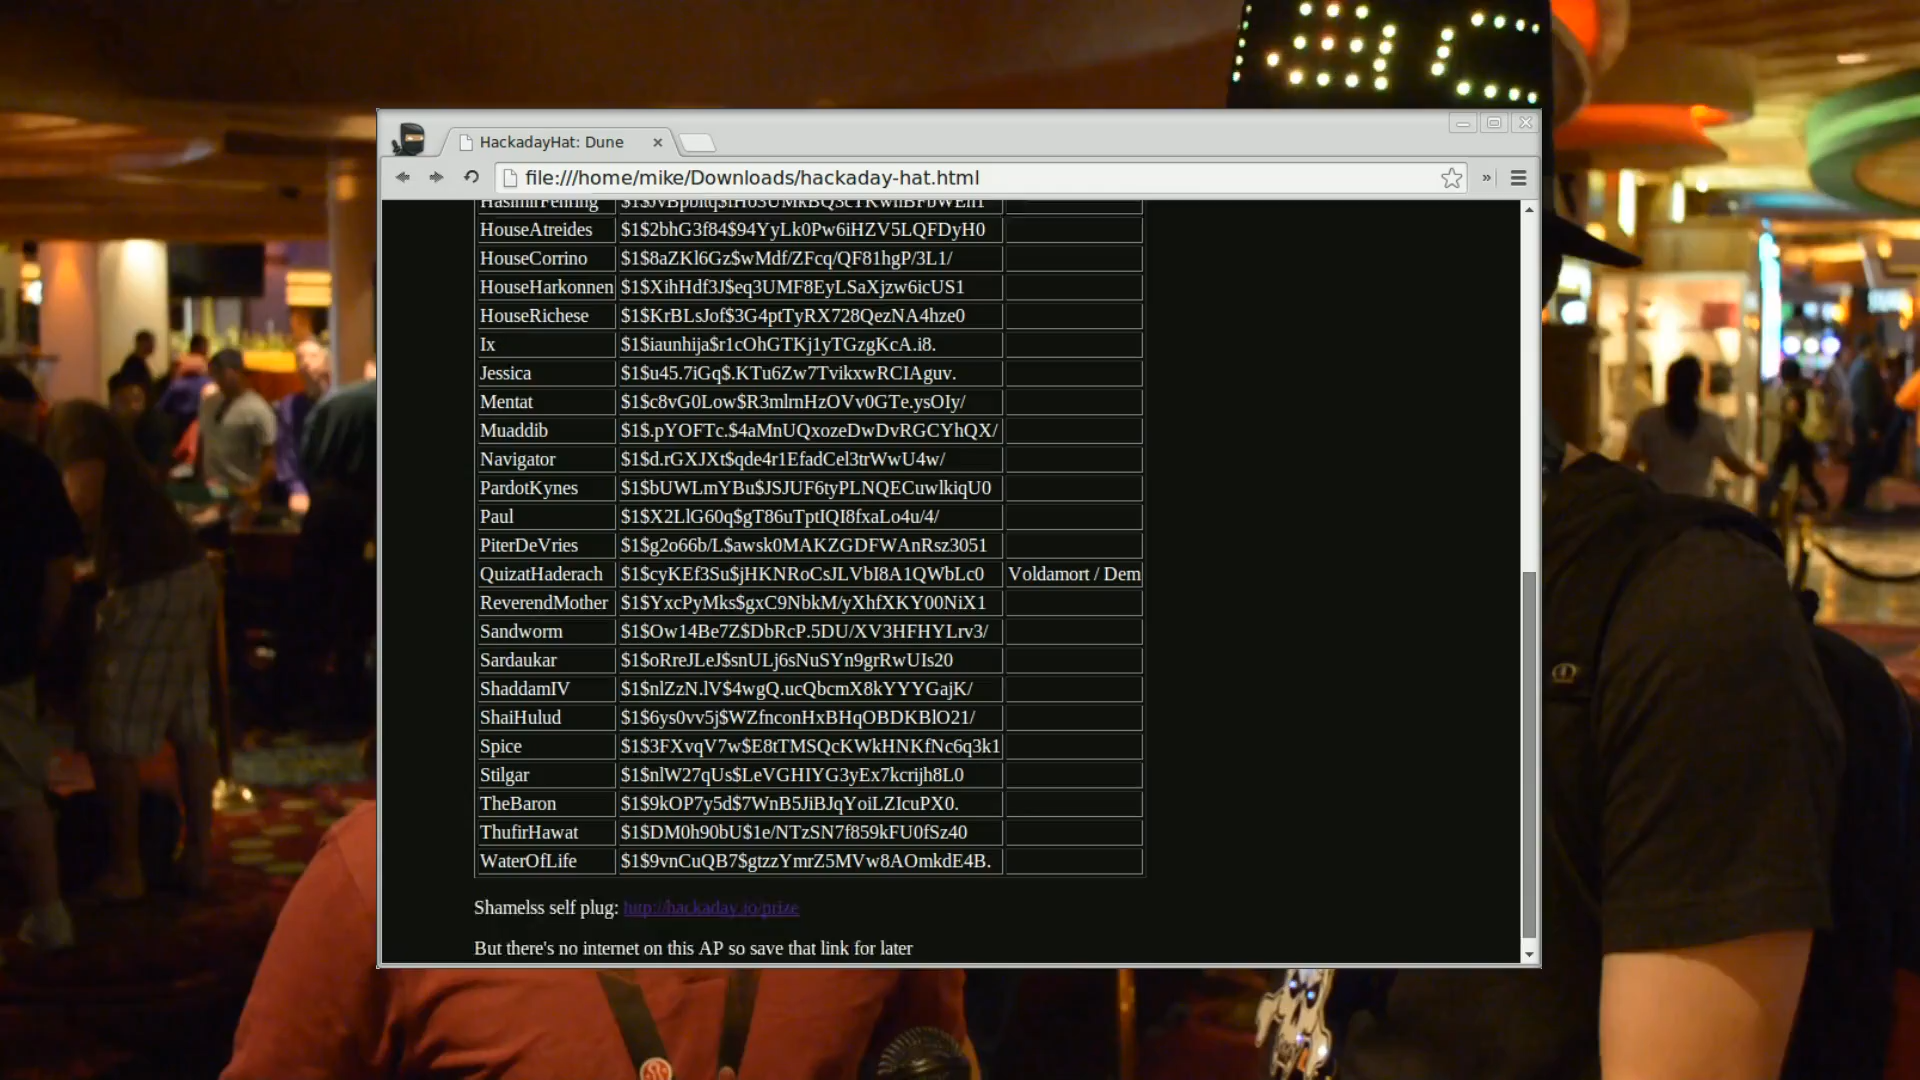 HackadayHat: Dune
file:///home/mike/Downloads/hackaday-hat.html
HouseAtreides $1$2bhG3f84$94YyLk0Pw6iHZV5LQFDyH0
HouseCorrino $1$8aZKl6Gz$wMdf/ZFcq/QF81hgP/3L1/
HouseHarkonnen $1$XihHdf3J$eq3UMF8EyLSaXjzw6icUS1
HouseRichese $1$KrBLsJof$3G4ptTyRX728QezNA4hze0
Ix $1$iaunhija$r1cOhGTKj1yTGzgKcA.i8.
Jessica $1$u45.7iGq$.KTu6Zw7TvikxwRCIAguv.
Mentat $1$c8vG0Low$R3mlrnHzOVv0GTe.ysOIy/
Muaddib $1$.pYOFTc.$4aMnUQxozeDwDvRGCYhQX/
Navigator $1$d.rGXJXt$qde4r1EfadCel3trWwU4w/
PardotKynes $1$bUWLmYBu$JSJUF6tyPLNQECuwlkiqU0
Paul $1$X2LlG60q$gT86uTptIQI8fxaLo4u/4/
PiterDeVries $1$g2o66b/L$awsk0MAKZGDFWAnRsz3051
QuizatHaderach $1$cyKEf3Su$jHKNRoCsJLVbI8A1QWbLc0 Voldamort / Dem
ReverendMother $1$YxcPyMks$gxC9NbkM/yXhfXKY00NiX1
Sandworm $1$Ow14Be7Z$DbRcP.5DU/XV3HFHYLrv3/
Sardaukar $1$oRreJLeJ$snULj6sNuSYn9grRwUIs20
ShaddamIV $1$nlZzN.lV$4wgQ.ucQbcmX8kYYYGajK/
ShaiHulud $1$6ys0vv5j$WZfnconHxBHqOBDKBlO21/
Spice $1$3FXvqV7w$E8tTMSQcKWkHNKfNc6q3k1
Stilgar $1$nlW27qUs$LeVGHIYG3yEx7kcrijh8L0
TheBaron $1$9kOP7y5d$7WnB5JiBJqYoiLZIcuPX0.
ThufirHawat $1$DM0h90bU$1e/NTzSN7f859kFU0fSz40
WaterOfLife $1$9vnCuQB7$gtzzYmrZ5MVw8AOmkdE4B.
Shamelss self plug: http://hackaday.io/prize
But there's no internet on this AP so save that link for later